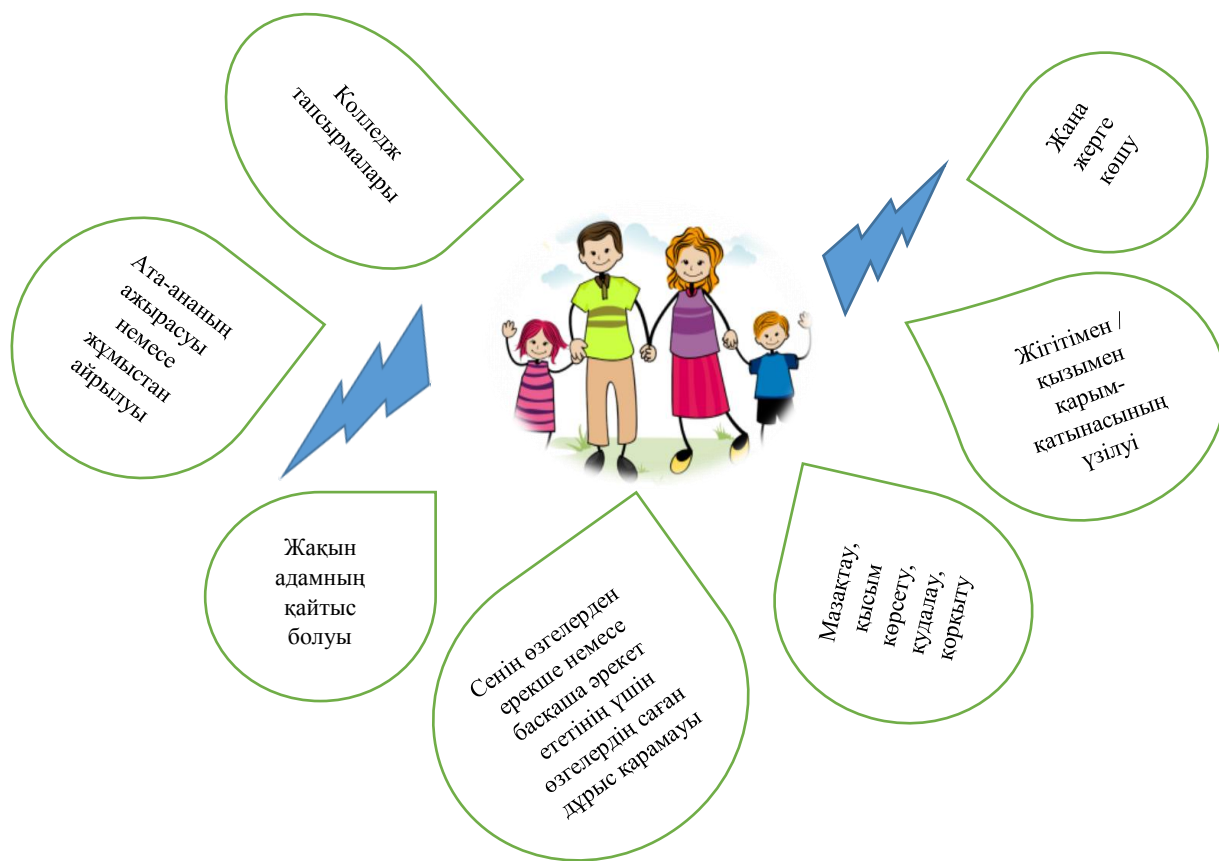 Колледж
тапсырмалары
Ата-ананың
ажырасуы
немесе
жұмыстан
айрылуы
Жақын
адамның
қайтыс
болуы
Сенің өзгелерден
ерекше немесе
басқаша әрекет
ететінің үшін
өзгелердің саған
дұрыс қарамауы
Мазақтау,
қысым
көрсету,
қудалау,
қорқыту
Жігітімен /
қызымен
қарым-
қатынасының
үзілуі
Жаңа
жерге
көшу